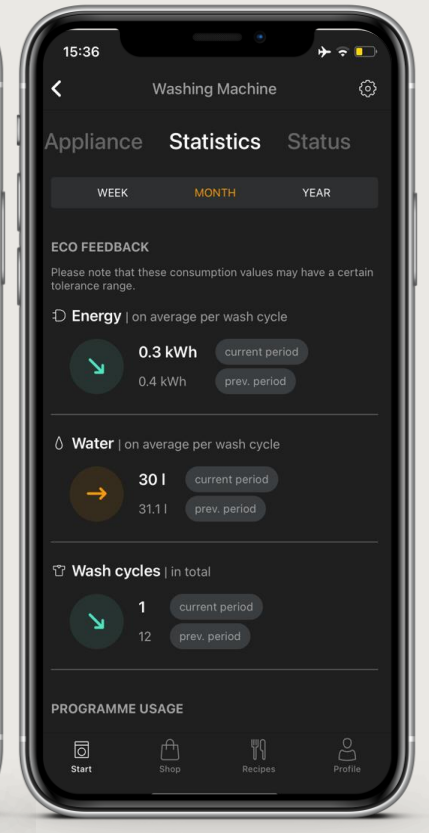 15:36
Washing Machine
Appliance Statistics Status
WEEK MONTH YEAR
ECO FEEDBACK
Please note that these consumption values may have a certain
tolerance range.
Energy | on average per wash cycle
0.3 kWh current period
0.4 kWh prev. period
Water | on average per wash cycle
30 l current period
31.1 l prev. period
Wash cycles | in total
1 current period
12 prev. period
PROGRAMME USAGE
Start Shop Recipes Profile